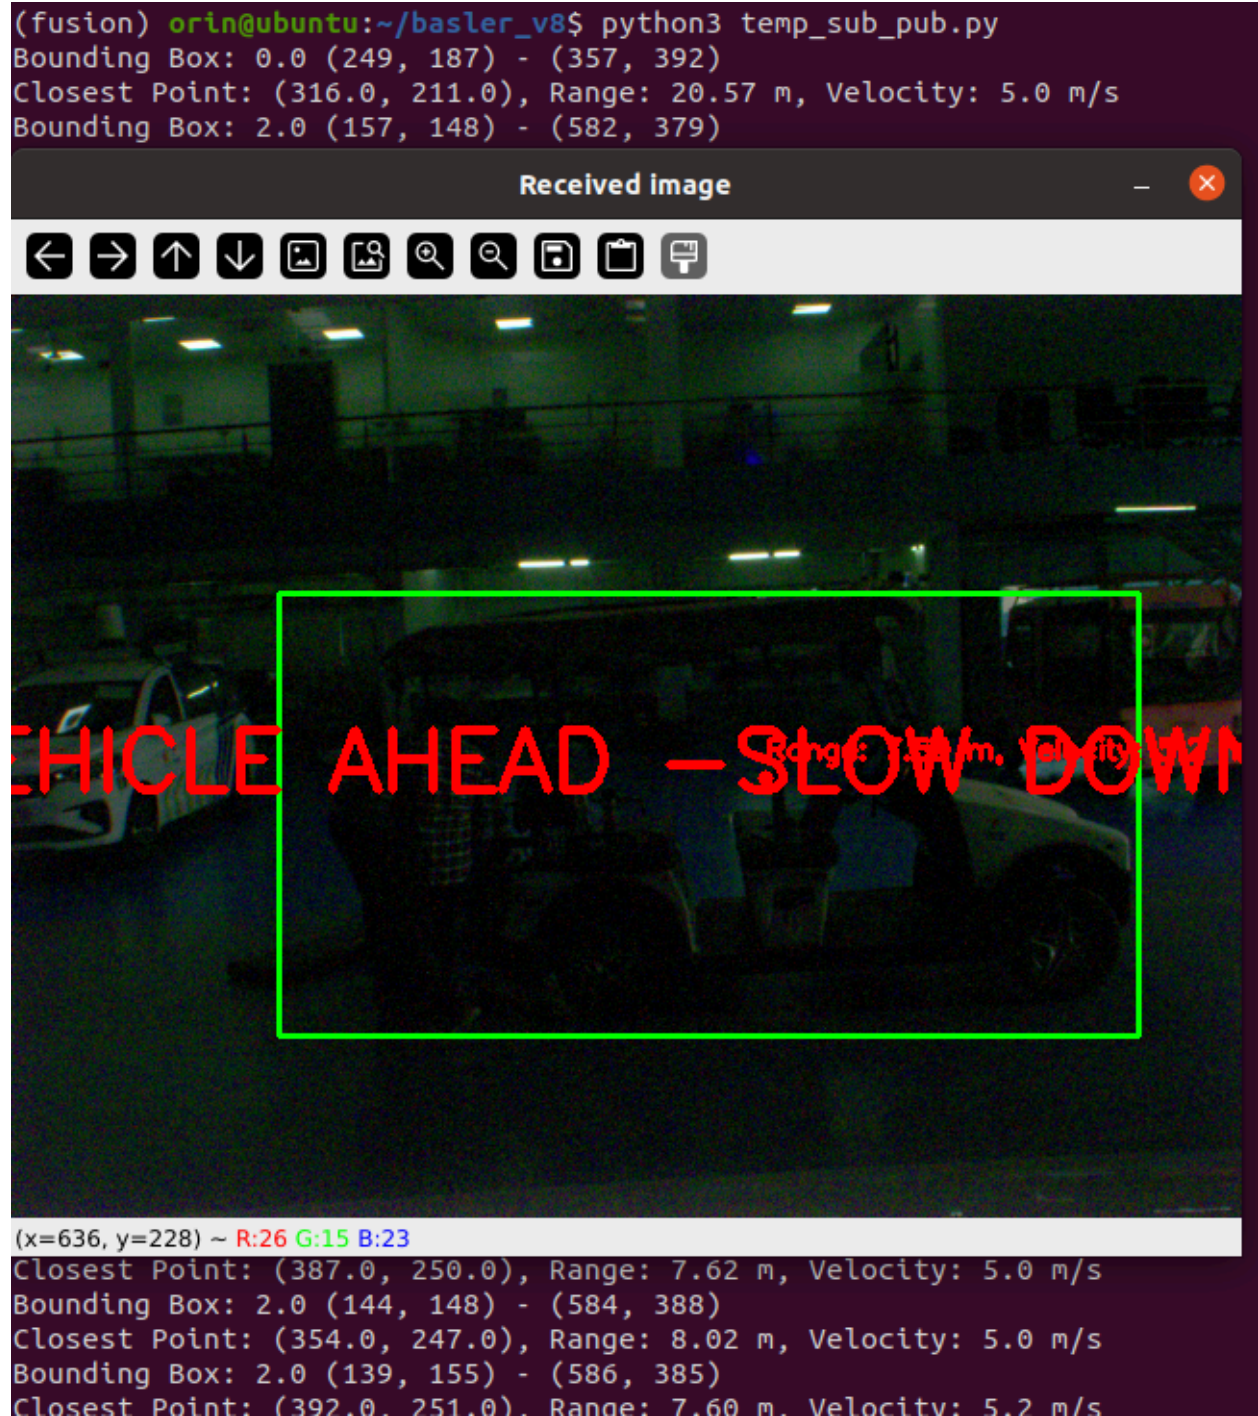 (fusion) orin@ubuntu:~/basler_v8$ python3 temp_sub_pub.py
Bounding Box: 0.0 (249, 187) - (357, 392)
Closest Point: (316.0, 211.0), Range: 20.57 m, Velocity: 5.0 m/s
Bounding Box: 2.0 (157, 148) - (582, 379)
Received image
EHICLE AHEAD -SLOW DOWN
Range: m, Velocity:
(x=636, y=228) ~ R:26 G:15 B:23
Closest Point: (387.0, 250.0), Range: 7.62 m, Velocity: 5.0 m/s
Bounding Box: 2.0 (144, 148) - (584, 388)
Closest Point: (354.0, 247.0), Range: 8.02 m, Velocity: 5.0 m/s
Bounding Box: 2.0 (139, 155) - (586, 385)
Closest Point: (392.0, 251.0), Range: 7.60 m, Velocity: 5.2 m/s